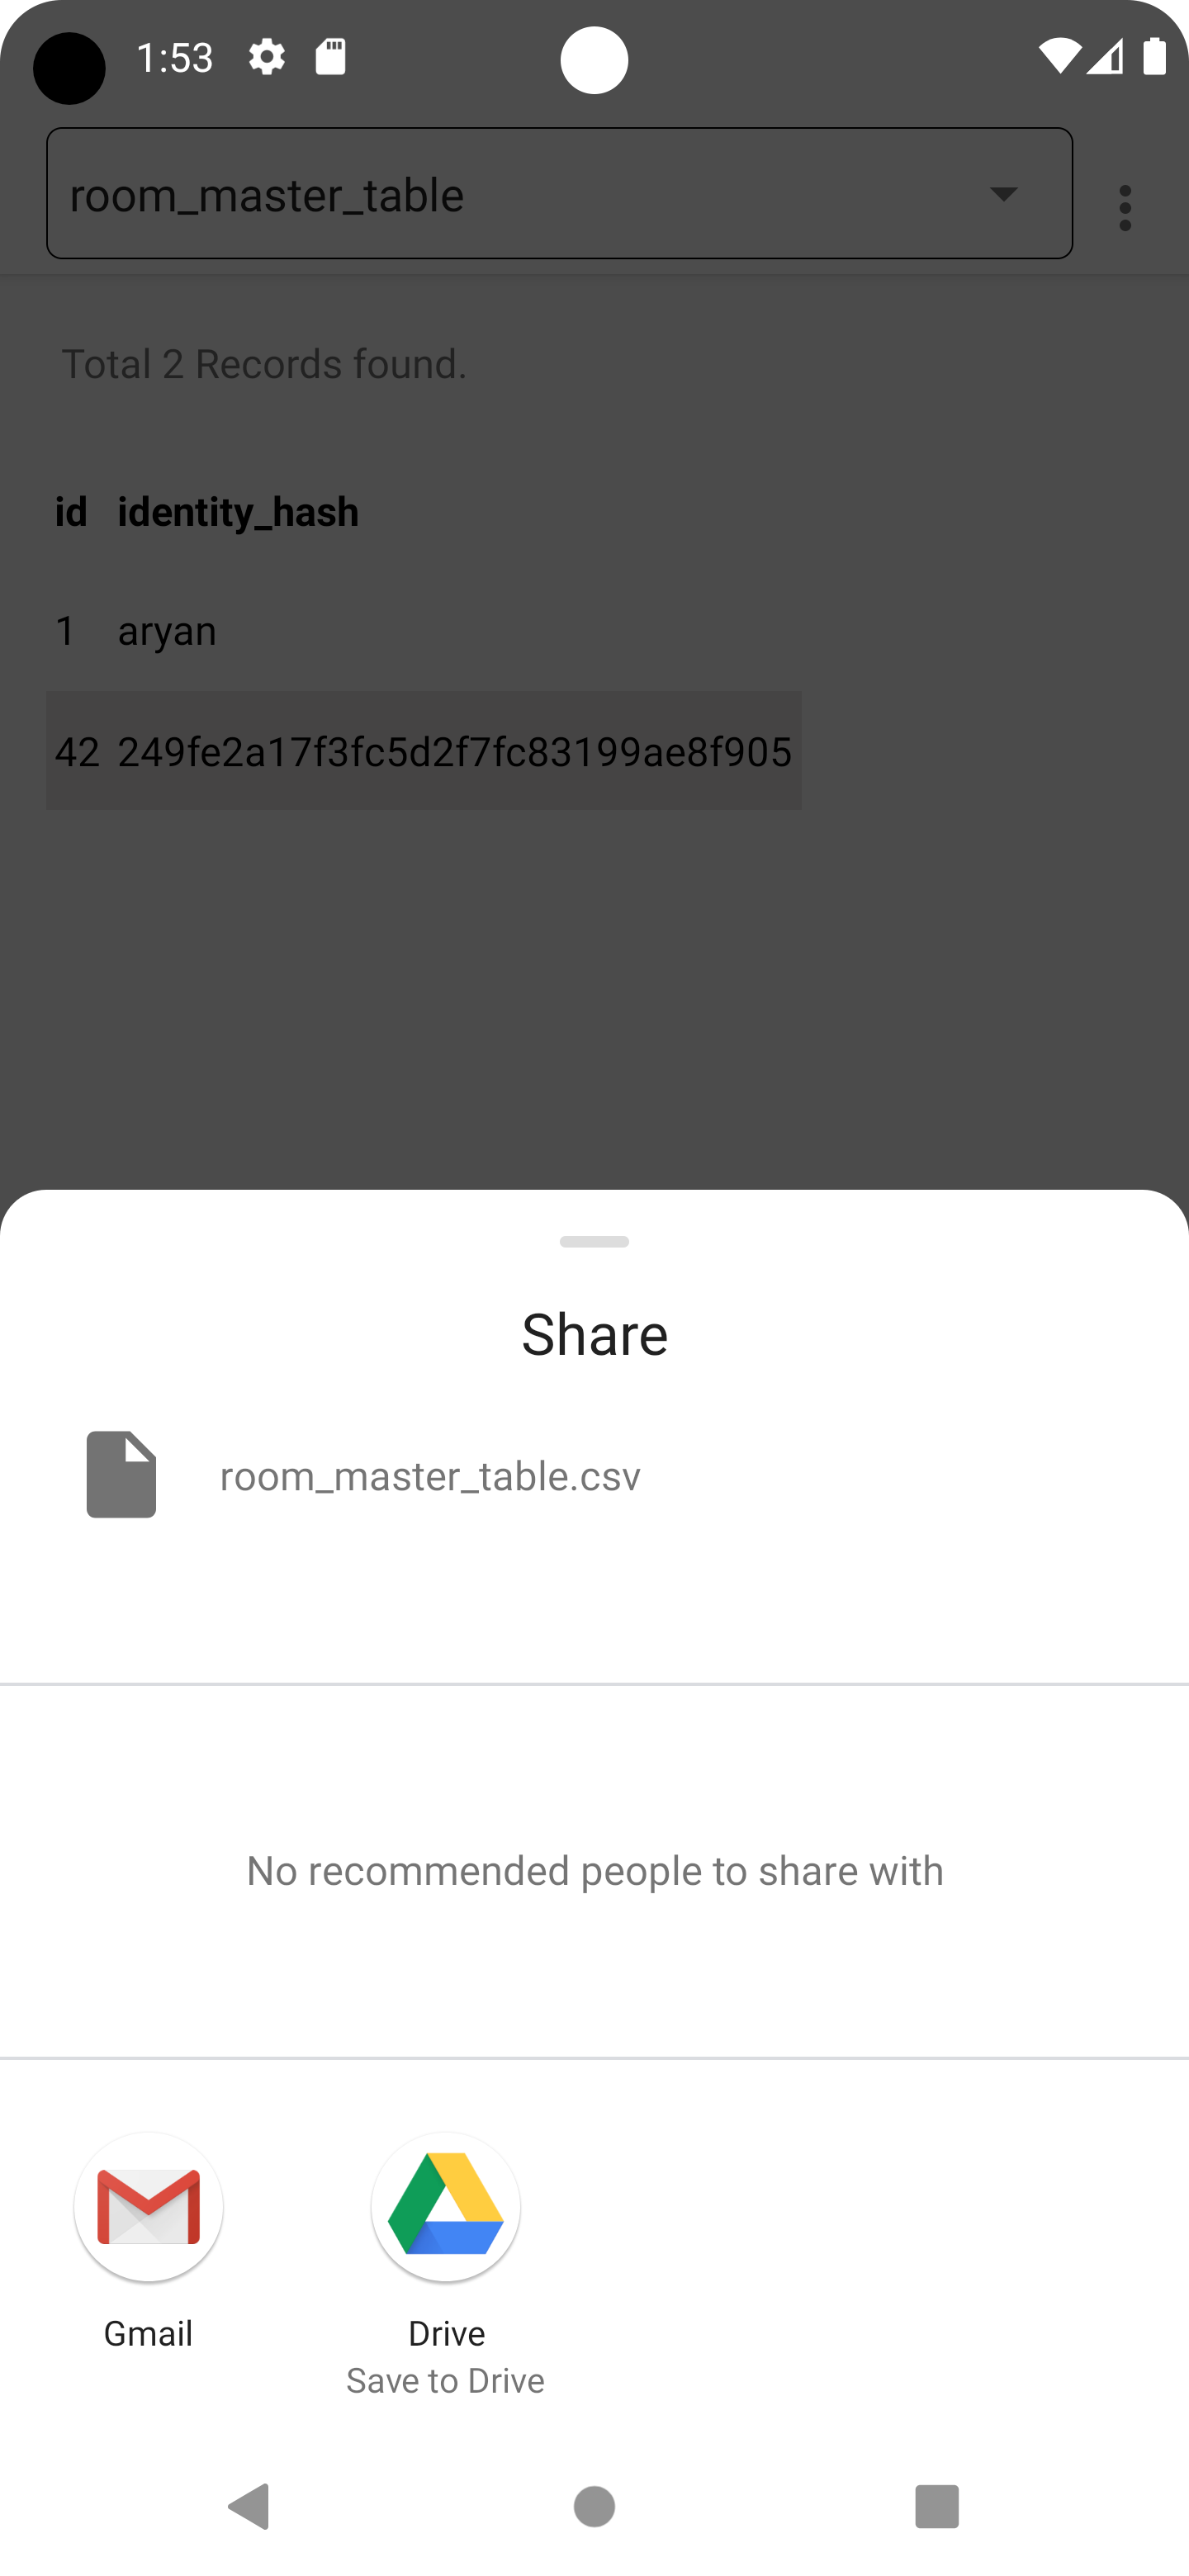 1:53
room_master_table
Total 2 Records found.
id identity_hash
1 aryan
42 249fe2a17f3fc5d2f7fc83199ae8f905
Share
room_master_table.csv
No recommended people to share with
Gmail
Drive
Save to Drive